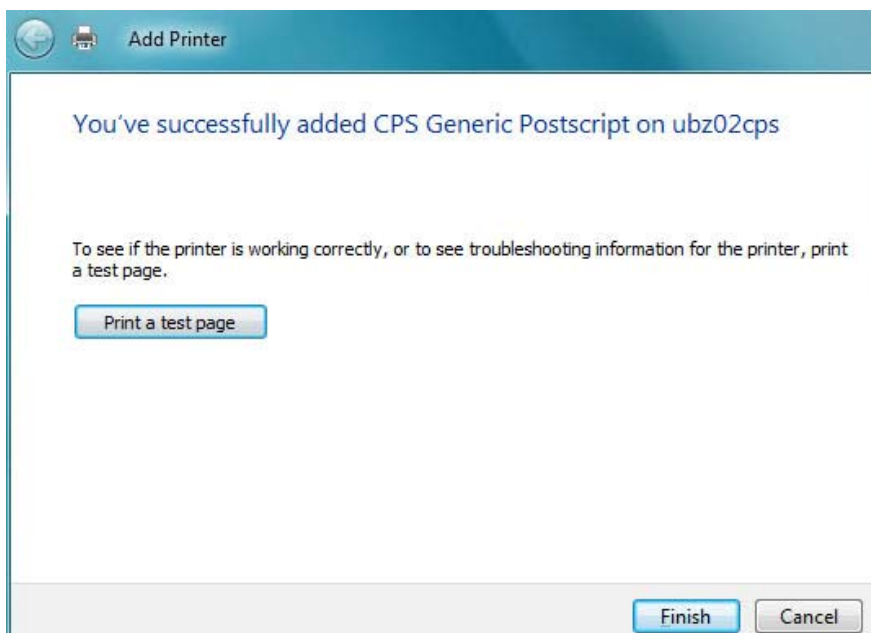 Add Printer
You've successfully added CPS Generic Postscript on ubz02cps
To see if the printer is working correctly, or to see troubleshooting information for the printer, print
a test page.
Print a test page
Finish
Cancel